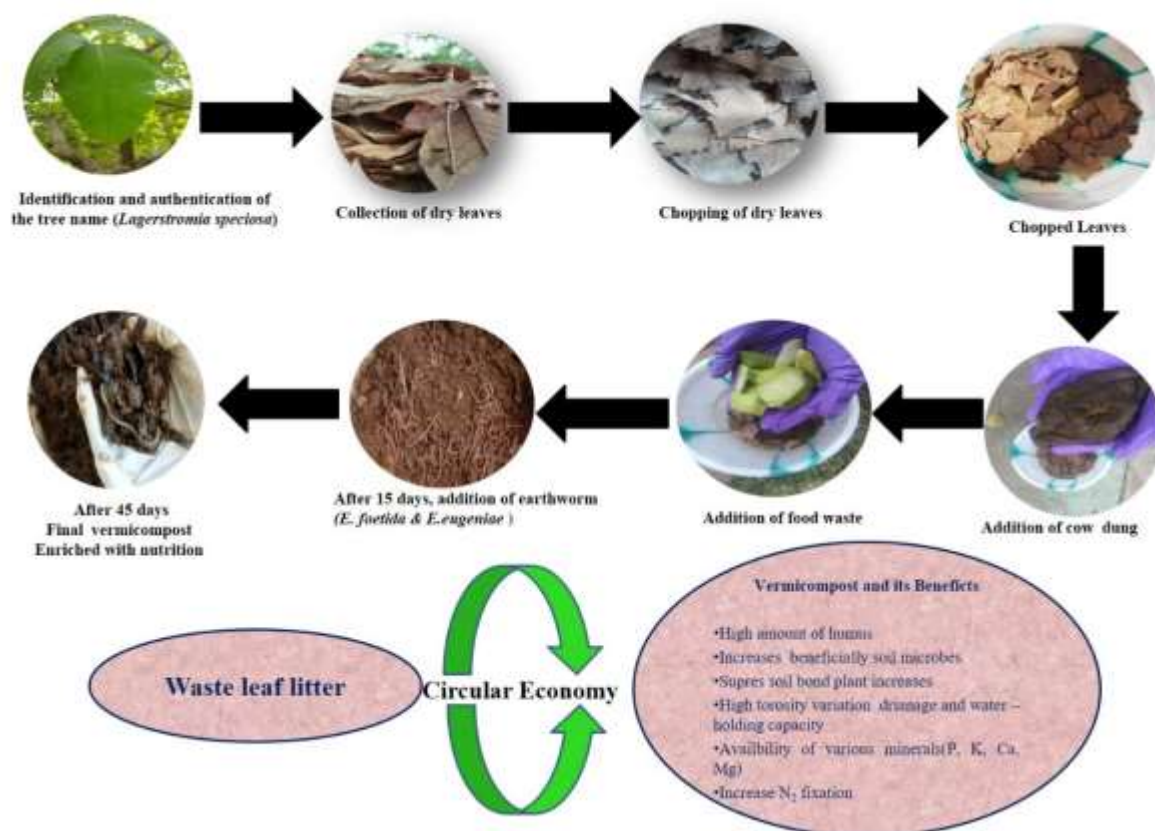 Identification and authentication of
the tree name (Lagerstromia speciosa)
Collection of dry leaves
Chopping of dry leaves
Chopped Leaves
After 45 days
Final vermicompost
Enriched with nutrition
After 15 days, addition of earthworm
(E. foetida & E.eugeniae )
Addition of food waste
Addition of cow dung
Waste leaf litter
Circular Economy
Vermicompost and its Beneficts
•High amount of humus
•Increases beneficially soil microbes
•Supres soil bond plant increases
•High torosity variation drainage and water –
holding capacity
•Availbility of various minerals(P, K, Ca,
Mg)
•Increase N₂ fixation